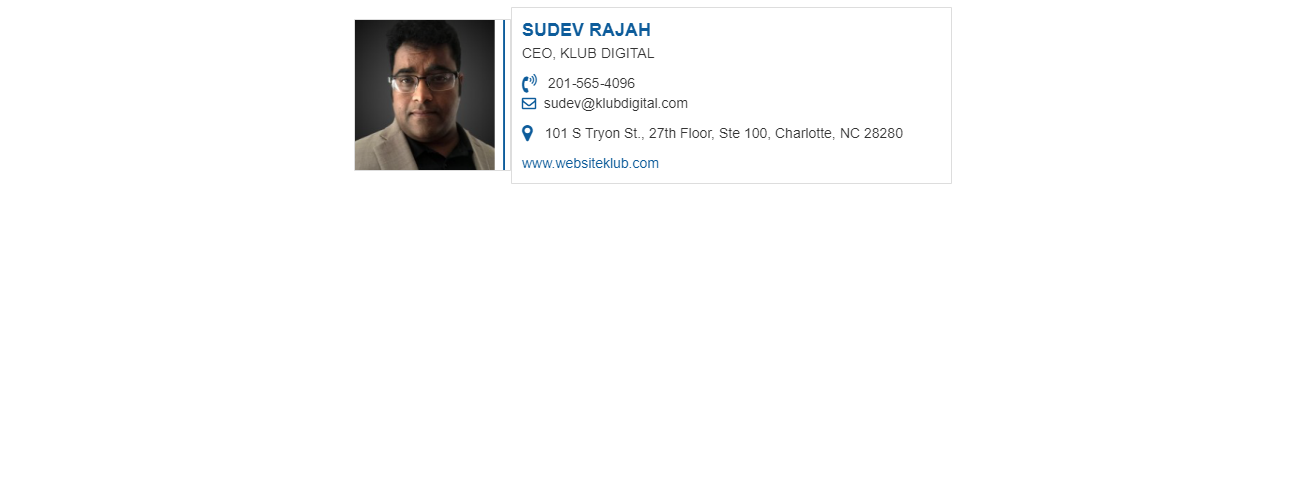 SUDEV RAJAH
CEO, KLUB DIGITAL
201-565-4096
sudev@klubdigital.com
101 S Tryon St., 27th Floor, Ste 100, Charlotte, NC 28280
www.websiteklub.com